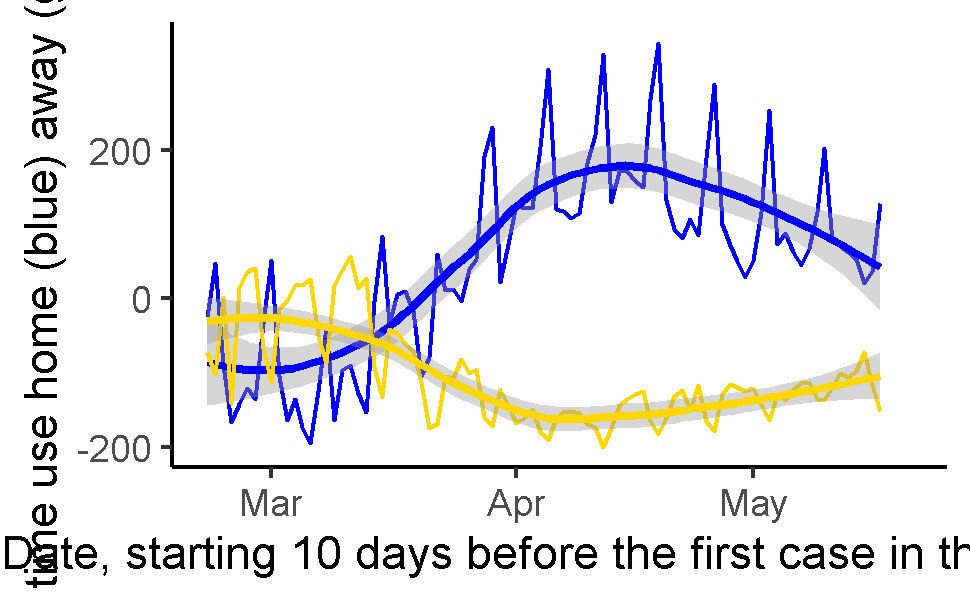 time use home (blue) away (
200
0
-200
Mar Apr May
Date, starting 10 days before the first case in th